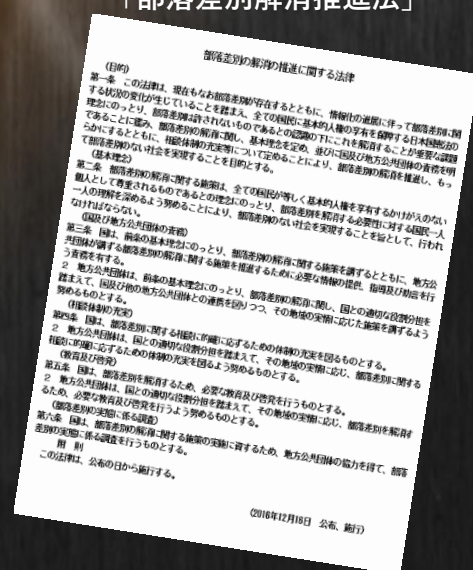 「部落差別解消推進法」
部落差別の解消の推進に関する法律
(目的)
第一条　この法律は、現在もなお部落差別が存在するとともに、情報化の進展に伴って部落差別に関
する状況の変化が生じていることを踏まえ、全ての国民に基本的人権の享有を保障する日本国憲法の
理念にのっとり、部落差別は許されないものであるとの認識の下にこれを解消することが重要な課題
であることに鑑み、部落差別の解消に関し、基本理念を定め、並びに国及び地方公共団体の責務を明
らかにするとともに、相談体制の充実等について定めることにより、部落差別の解消を推進し、もっ
て部落差別のない社会を実現することを目的とする。
(基本理念)
第二条　部落差別の解消に関する施策は、全ての国民が等しく基本的人権を享有するかけがえのない
個人として尊重されるものであるとの理念にのっとり、部落差別を解消する必要性に対する国民一人
一人の理解を深めるよう努めることにより、部落差別のない社会を実現することを旨として、行われ
なければならない。
(国及び地方公共団体の責務)
第三条　国は、前条の基本理念にのっとり、部落差別の解消に関する施策を講ずるとともに、地方公
共団体が講ずる部落差別の解消に関する施策を推進するために必要な情報の提供、指導及び助言を行
う責務を有する。
２　地方公共団体は、前条の基本理念にのっとり、部落差別の解消に関し、国との適切な役割分担を
踏まえて、国及び他の地方公共団体との連携を図りつつ、その地域の実情に応じた施策を講ずるよう
努めるものとする。
(相談体制の充実)
第四条　国は、部落差別に関する相談に的確に応ずるための体制の充実を図るものとする。
２　地方公共団体は、国との適切な役割分担を踏まえて、その地域の実情に応じ、部落差別に関する
相談に的確に応ずるための体制の充実を図るよう努めるものとする。
(教育及び啓発)
第五条　国は、部落差別を解消するため、必要な教育及び啓発を行うものとする。
２　地方公共団体は、国との適切な役割分担を踏まえて、その地域の実情に応じ、部落差別を解消す
るため、必要な教育及び啓発を行うよう努めるものとする。
(部落差別の実態に係る調査)
第六条　国は、部落差別の解消に関する施策の実施に資するため、地方公共団体の協力を得て、部落
差別の実態に係る調査を行うものとする。
附　則
この法律は、公布の日から施行する。
(2016年12月16日　公布、施行)